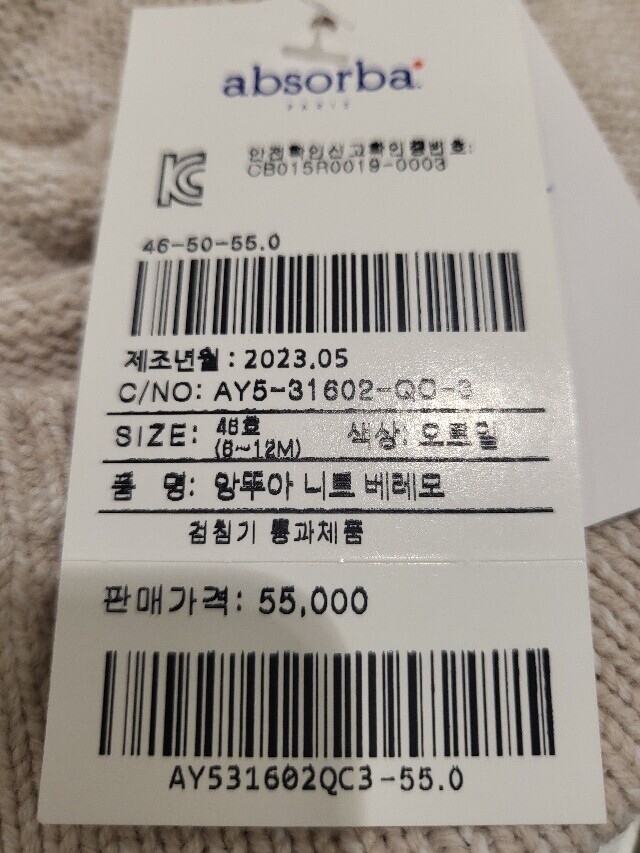 absorba
PARIS
안전확인신고확인증번호:
CB015R0019-0003
46-50-55.0
제조년월 : 2023.05
C/NO: AY5-31602-QO-3
SIZE: 46호 (6~12M) 색상: 오트밀
품 명: 앙뚜아 니트 베레모
검침기 통과제품
판매가격: 55,000
AY531602QC3-55.0